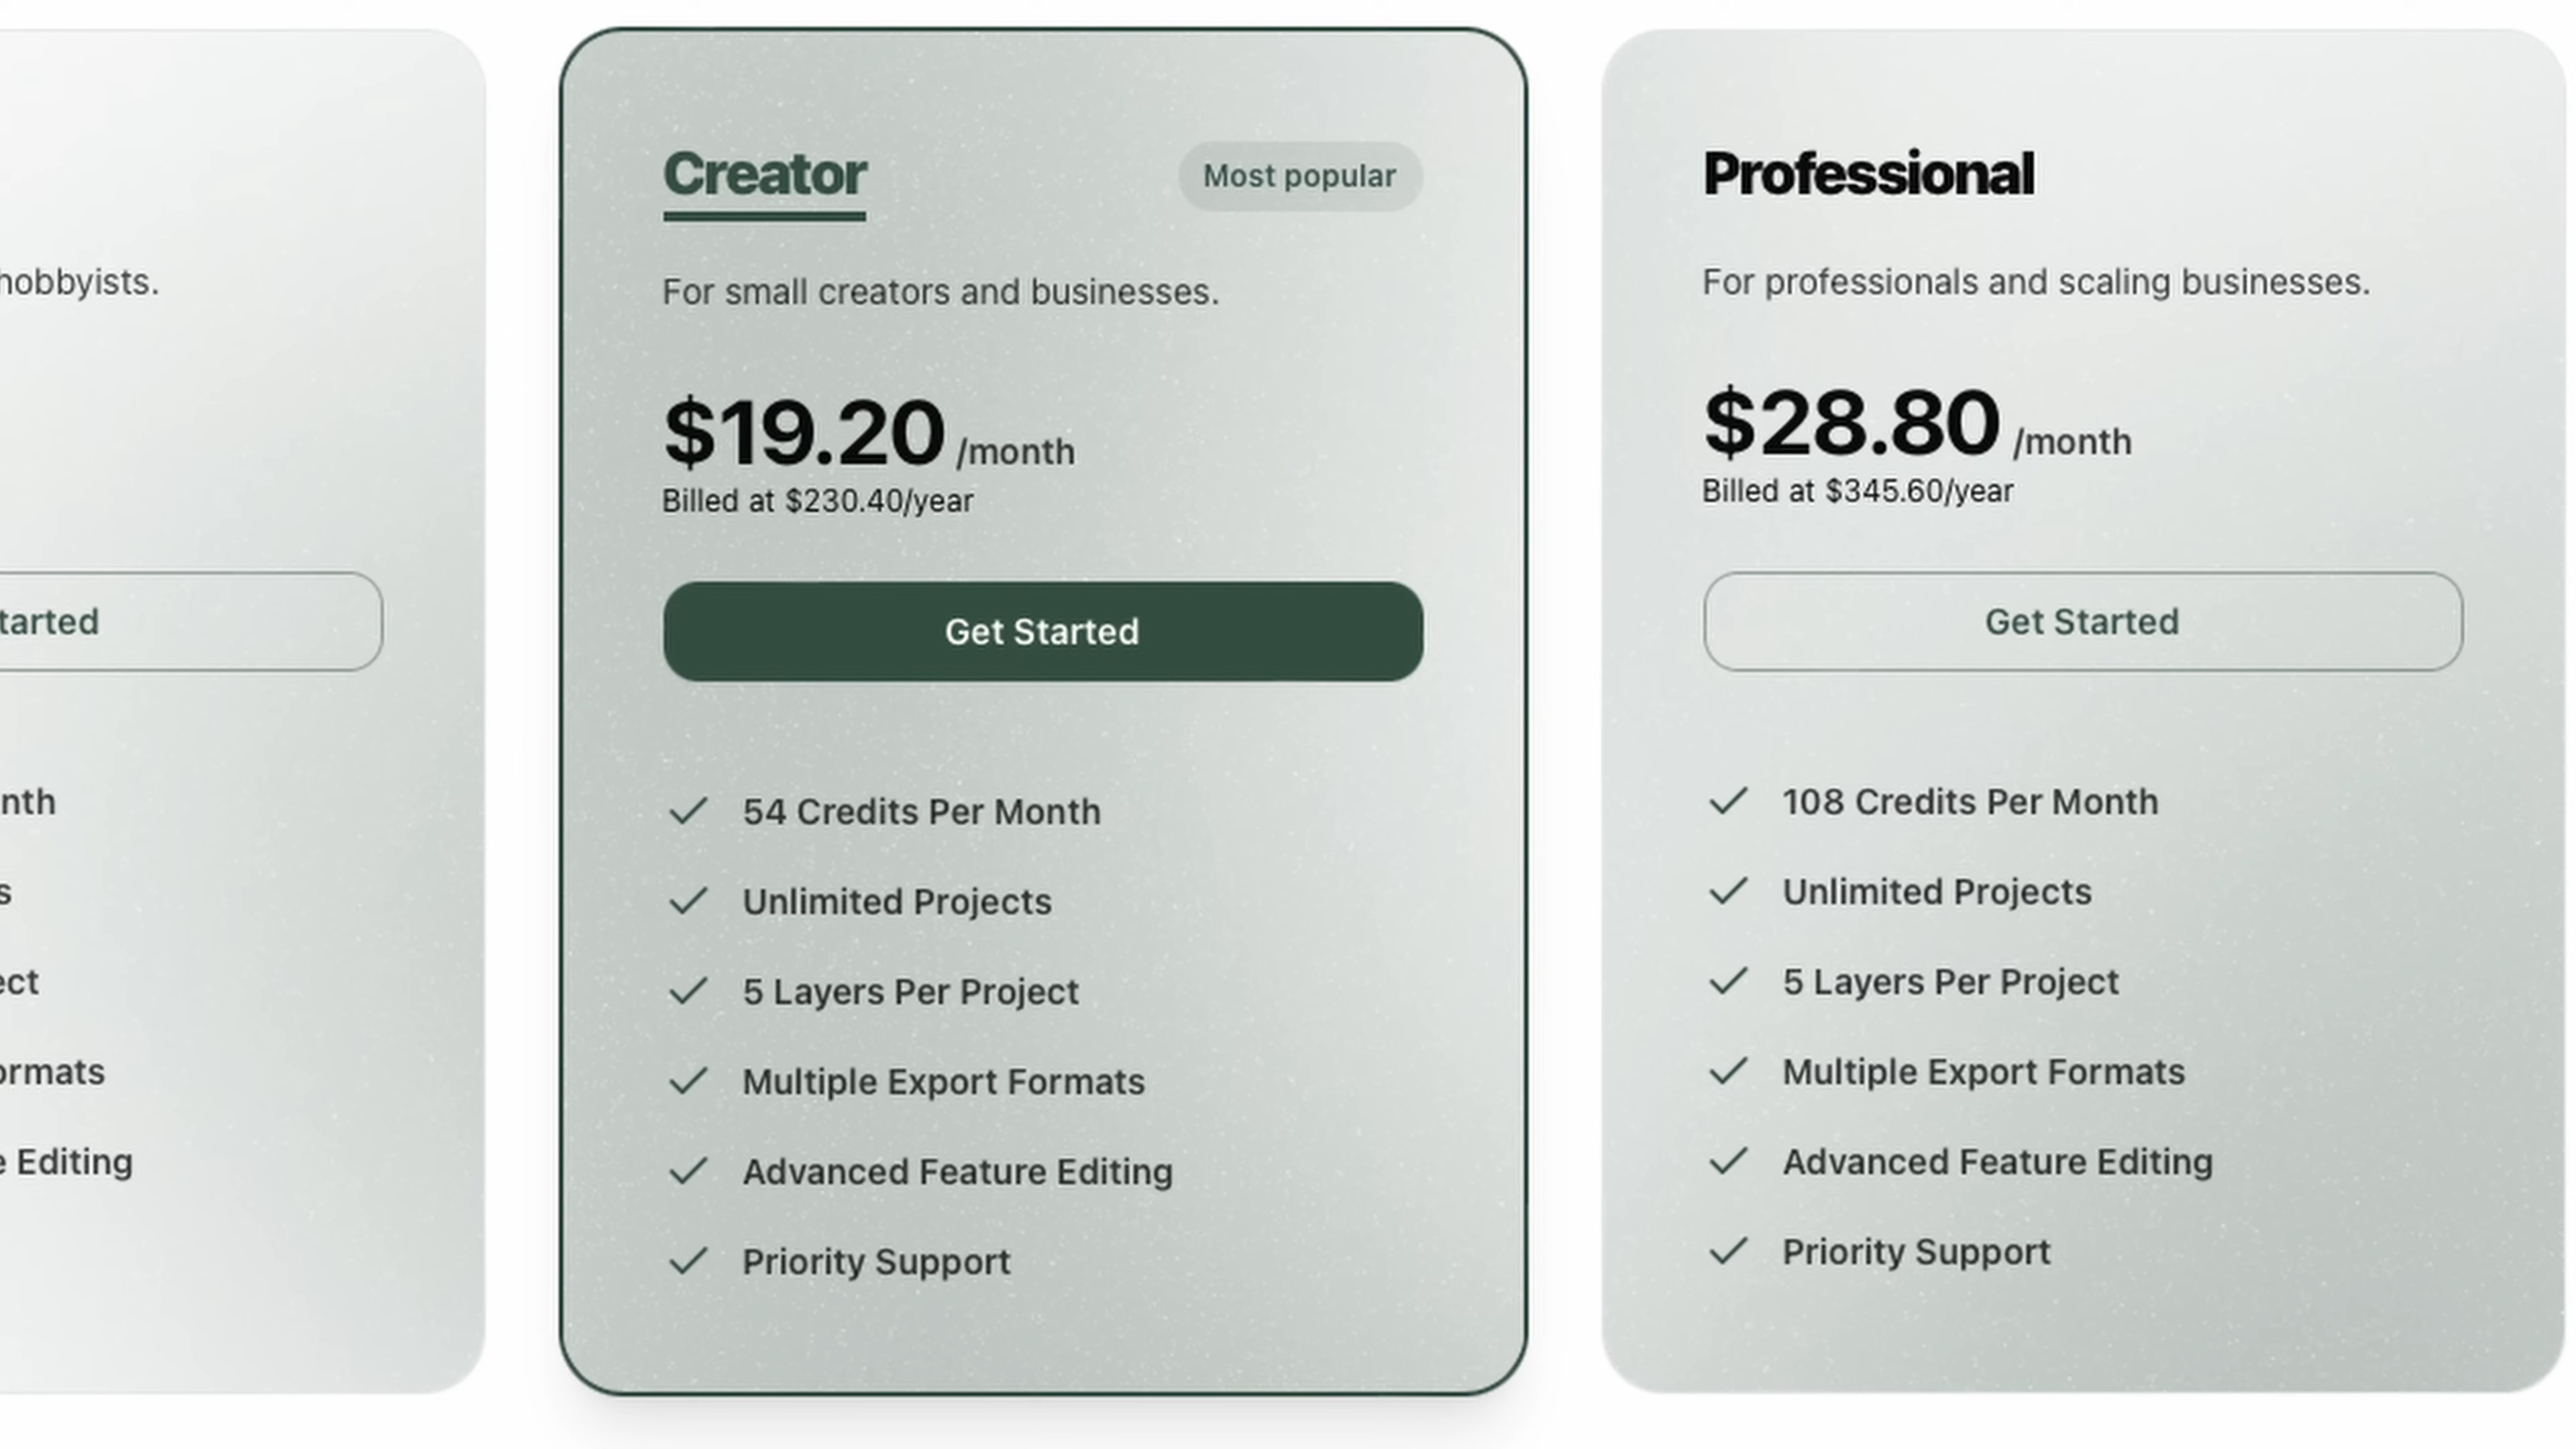 hobbyists.
tarted
nth
s
ect
ormats
e Editing
Creator
Most popular
For small creators and businesses.
$19.20 /month
Billed at $230.40/year
Get Started
54 Credits Per Month
Unlimited Projects
5 Layers Per Project
Multiple Export Formats
Advanced Feature Editing
Priority Support
Professional
For professionals and scaling businesses.
$28.80 /month
Billed at $345.60/year
Get Started
108 Credits Per Month
Unlimited Projects
5 Layers Per Project
Multiple Export Formats
Advanced Feature Editing
Priority Support